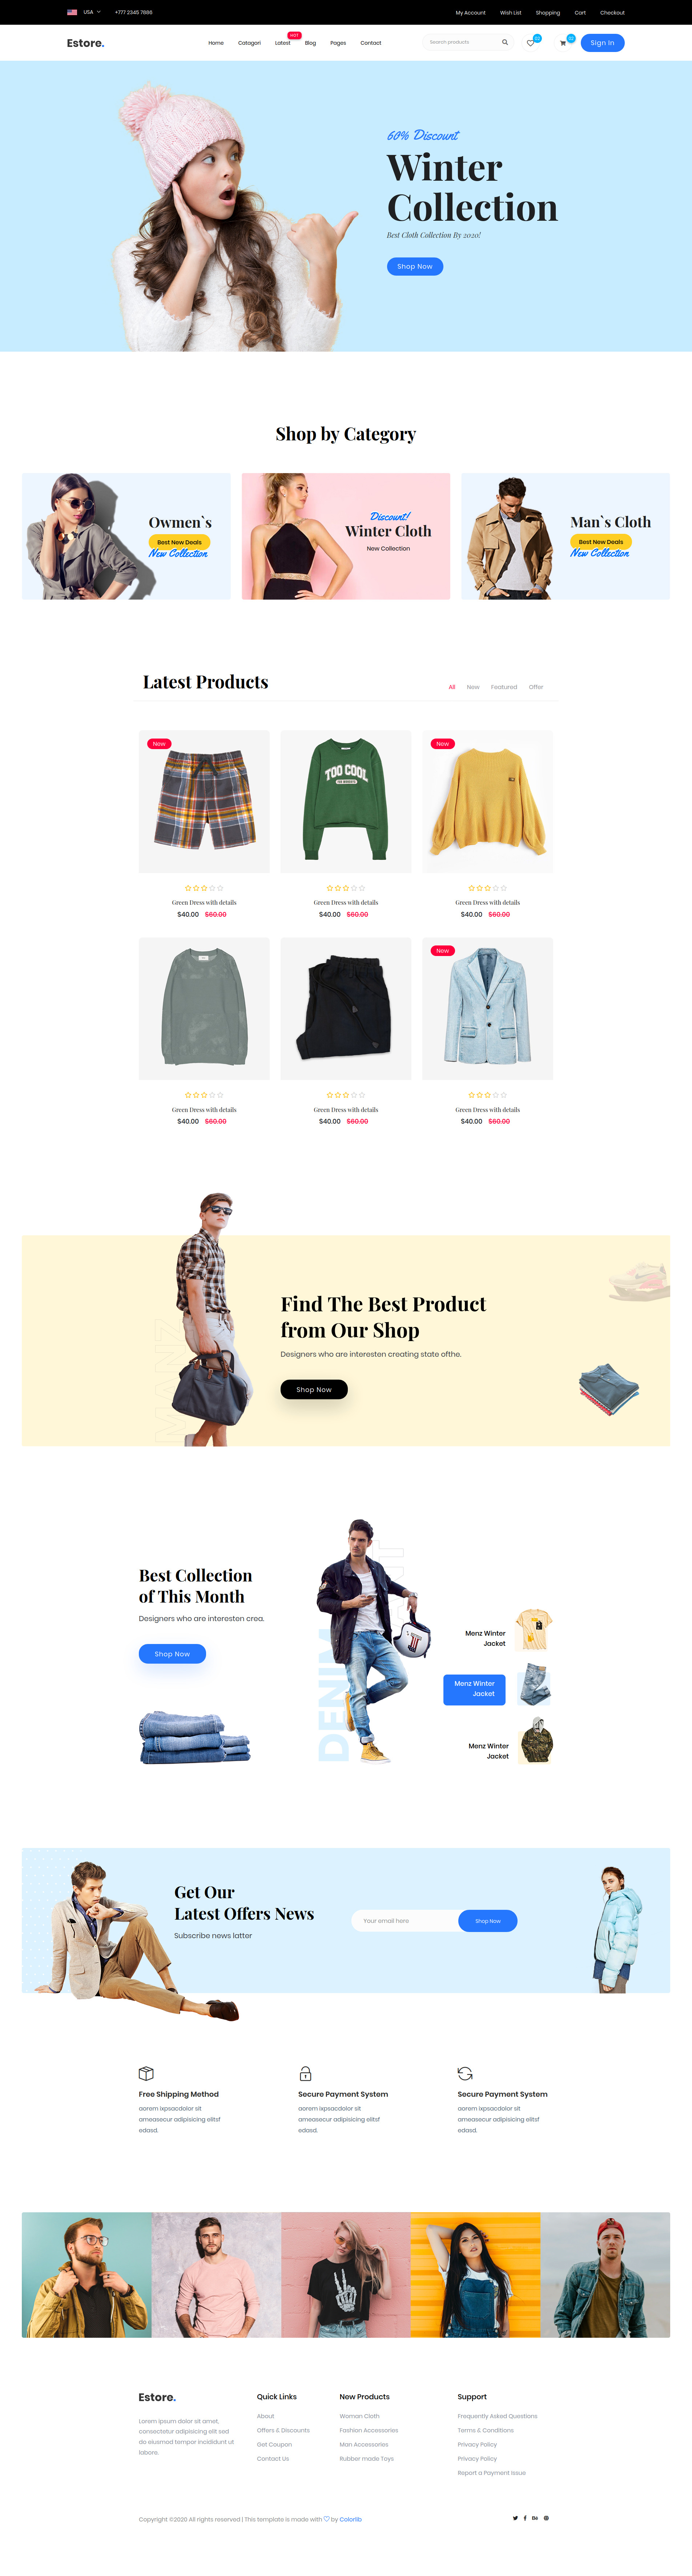 USA
+777 2345 7886
My Account
Wish List
Shopping
Cart
Checkout
Estore.
Home
Catagori
Latest
HOT
Blog
Pages
Contact
Search products
Sign In
60% Discount
Winter
Collection
Best Cloth Collection By 2020!
Shop Now
Shop by Category
Owmen`s
Best New Deals
New Collection
Discount!
Winter Cloth
New Collection
Man`s Cloth
Best New Deals
New Collection
Latest Products
All
New
Featured
Offer
New
TOO COOL
New
Green Dress with details
$40.00 $60.00
Green Dress with details
$40.00 $60.00
Green Dress with details
$40.00 $60.00
New
Green Dress with details
$40.00 $60.00
Green Dress with details
$40.00 $60.00
Green Dress with details
$40.00 $60.00
Find The Best Product
from Our Shop
Designers who are interesten creating state ofthe.
Shop Now
Best Collection
of This Month
Designers who are interesten crea.
Shop Now
DENIM
Menz Winter
Jacket
Menz Winter
Jacket
Menz Winter
Jacket
Get Our
Latest Offers News
Subscribe news latter
Your email here
Shop Now
Free Shipping Method
aorem ixpsacdolor sit
ameasecur adipisicing elitsf
edasd.
Secure Payment System
aorem ixpsacdolor sit
ameasecur adipisicing elitsf
edasd.
Secure Payment System
aorem ixpsacdolor sit
ameasecur adipisicing elitsf
edasd.
Estore.
Lorem ipsum dolor sit amet,
consectetur adipisicing elit sed
do eiusmod tempor incididunt ut
labore.
Quick Links
About
Offers & Discounts
Get Coupon
Contact Us
New Products
Woman Cloth
Fashion Accessories
Man Accessories
Rubber made Toys
Support
Frequently Asked Questions
Terms & Conditions
Privacy Policy
Privacy Policy
Report a Payment Issue
Copyright ©2020 All rights reserved | This template is made with by Colorlib